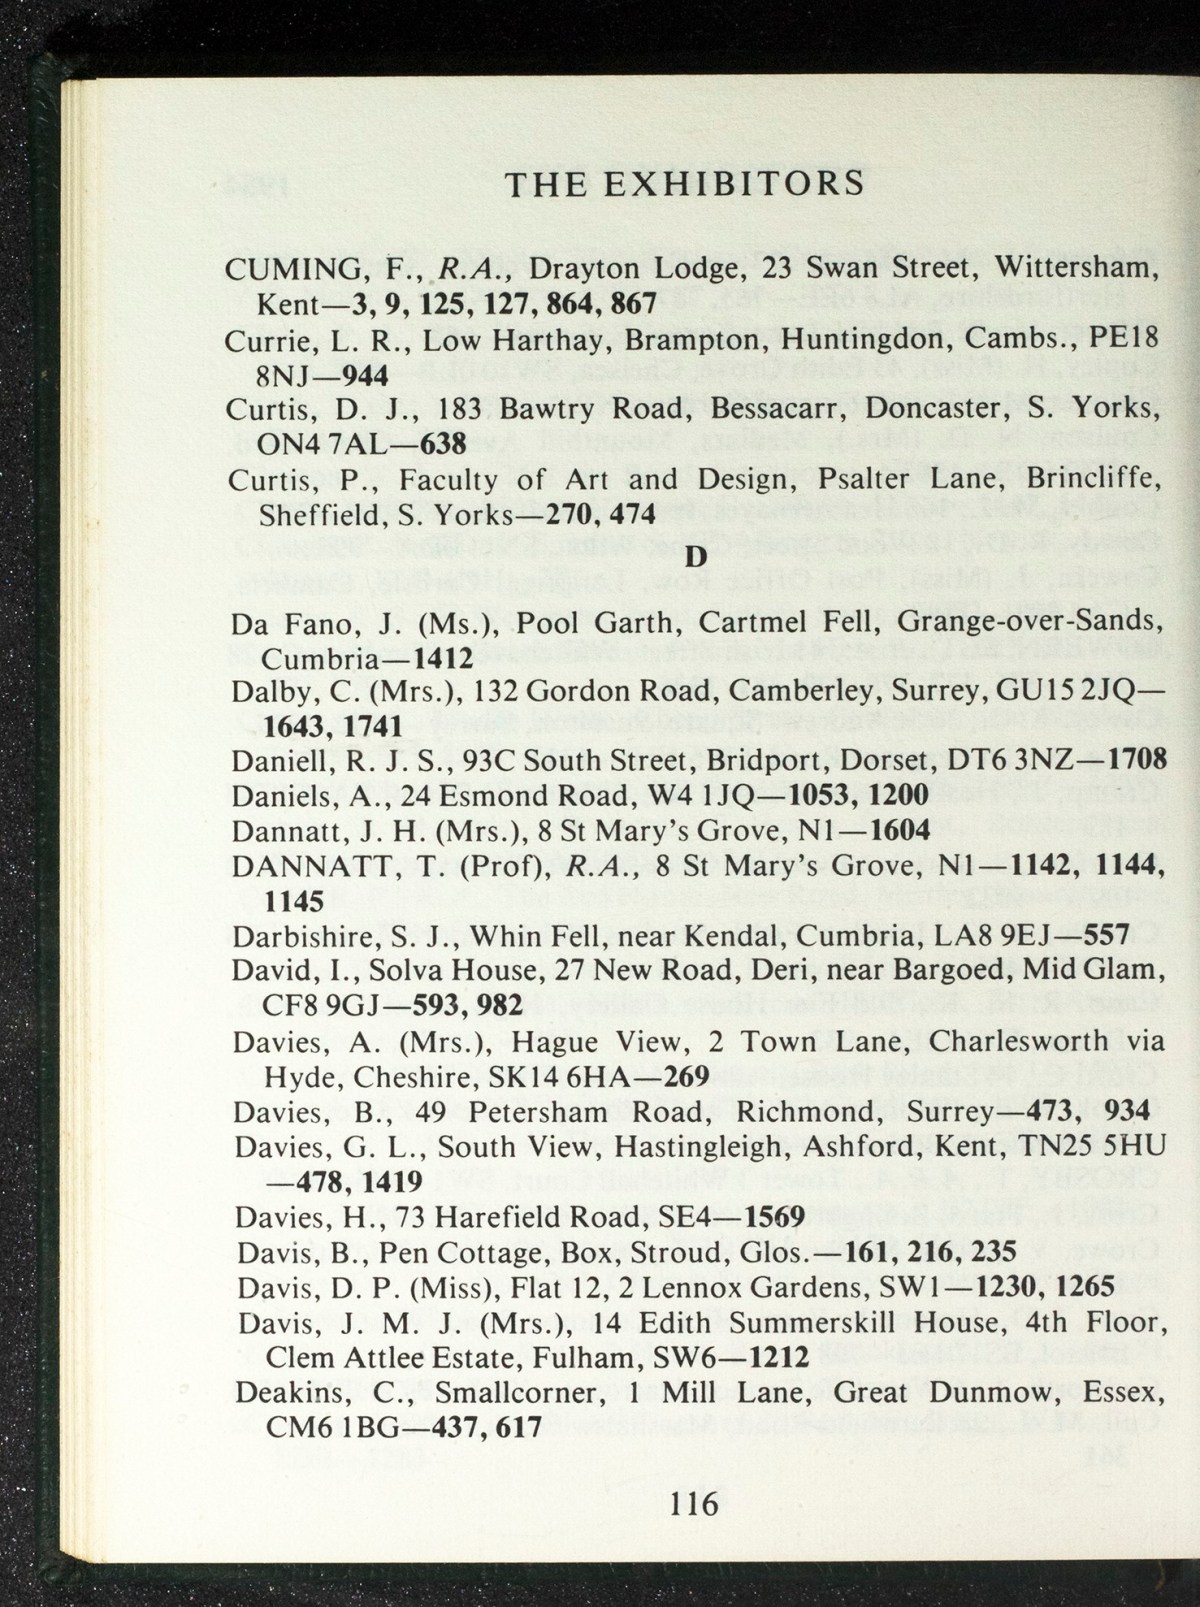 THE EXHIBITORS
CUMING, F., R.A., Drayton Lodge, 23 Swan Street, Wittersham,
Kent—3, 9, 125, 127, 864, 867
Currie, L. R., Low Harthay, Brampton, Huntingdon, Cambs., PE18
8NJ—944
Curtis, D. J., 183 Bawtry Road, Bessacarr, Doncaster, S. Yorks,
ON4 7AL—638
Curtis, P., Faculty of Art and Design, Psalter Lane, Brincliffe,
Sheffield, S. Yorks—270, 474
D
Da Fano, J. (Ms.), Pool Garth, Cartmel Fell, Grange-over-Sands,
Cumbria—1412
Dalby, C. (Mrs.), 132 Gordon Road, Camberley, Surrey, GU15 2JQ—
1643, 1741
Daniell, R. J. S., 93C South Street, Bridport, Dorset, DT6 3NZ—1708
Daniels, A., 24 Esmond Road, W4 1JQ—1053, 1200
Dannatt, J. H. (Mrs.), 8 St Mary's Grove, N1—1604
DANNATT, T. (Prof), R.A., 8 St Mary's Grove, N1—1142, 1144,
1145
Darbishire, S. J., Whin Fell, near Kendal, Cumbria, LA8 9EJ—557
David, I., Solva House, 27 New Road, Deri, near Bargoed, Mid Glam,
CF8 9GJ—593, 982
Davies, A. (Mrs.), Hague View, 2 Town Lane, Charlesworth via
Hyde, Cheshire, SK14 6HA—269
Davies, B., 49 Petersham Road, Richmond, Surrey—473, 934
Davies, G. L., South View, Hastingleigh, Ashford, Kent, TN25 5HU
—478, 1419
Davies, H., 73 Harefield Road, SE4—1569
Davis, B., Pen Cottage, Box, Stroud, Glos.—161, 216, 235
Davis, D. P. (Miss), Flat 12, 2 Lennox Gardens, SW1—1230, 1265
Davis, J. M. J. (Mrs.), 14 Edith Summerskill House, 4th Floor,
Clem Attlee Estate, Fulham, SW6—1212
Deakins, C., Smallcorner, 1 Mill Lane, Great Dunmow, Essex,
CM6 1BG—437, 617
116